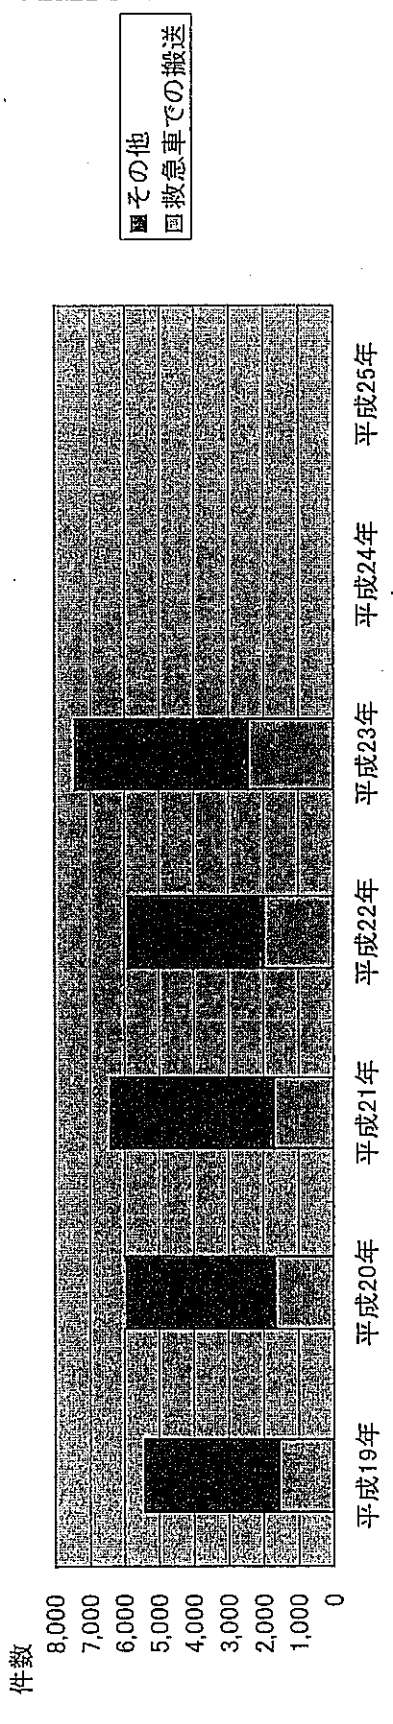 件数
8,000
7,000
6,000
5,000
4,000
3,000
2,000
1,000
0
平成19年
平成20年
平成21年
平成22年
平成23年
平成24年
平成25年
その他
救急車での搬送